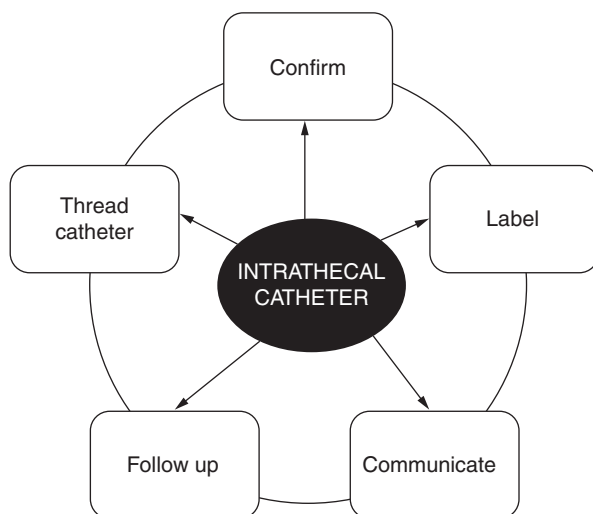 Confirm
Thread
catheter
Label
INTRATHECAL
CATHETER
Follow up
Communicate